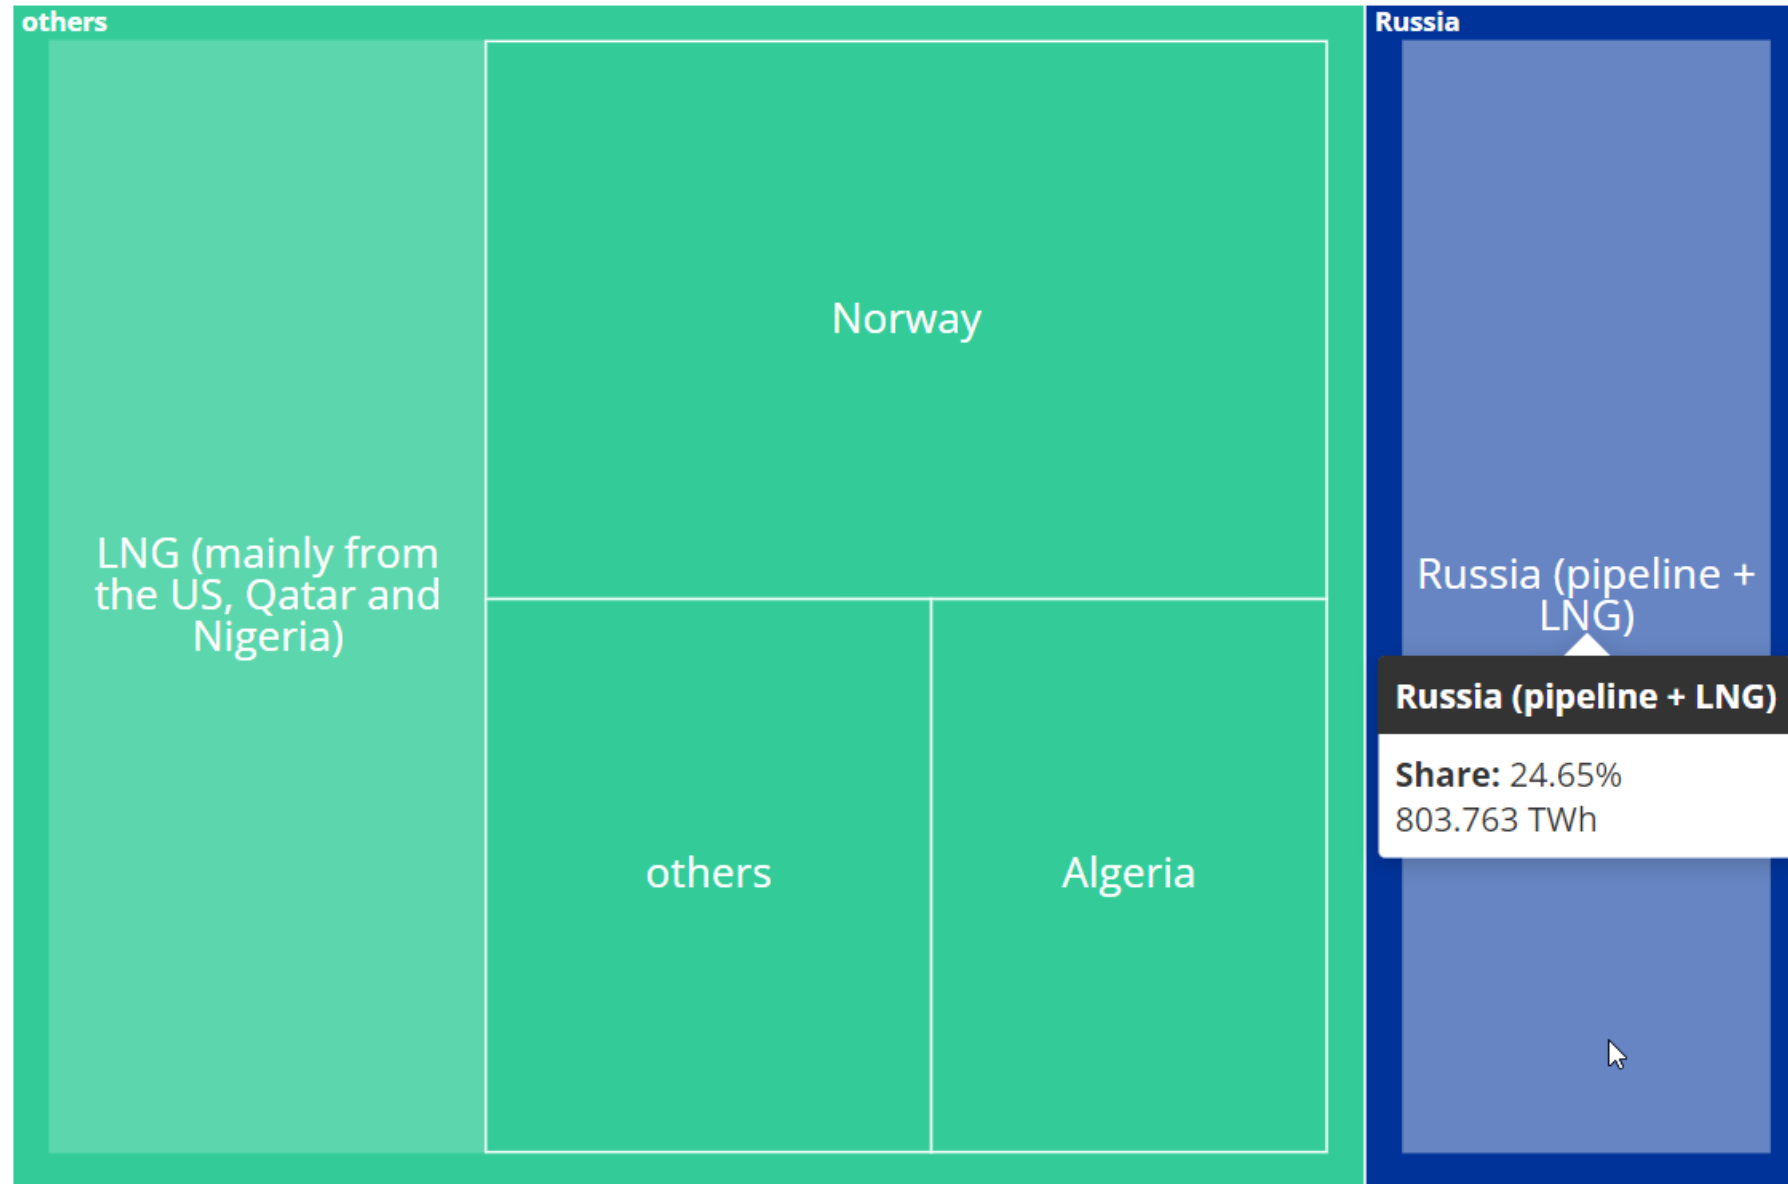 others
Russia
Norway
LNG (mainly from
the US, Qatar and
Nigeria)
others
Algeria
Russia (pipeline +
LNG)
Russia (pipeline + LNG)
Share: 24.65%
803.763 TWh